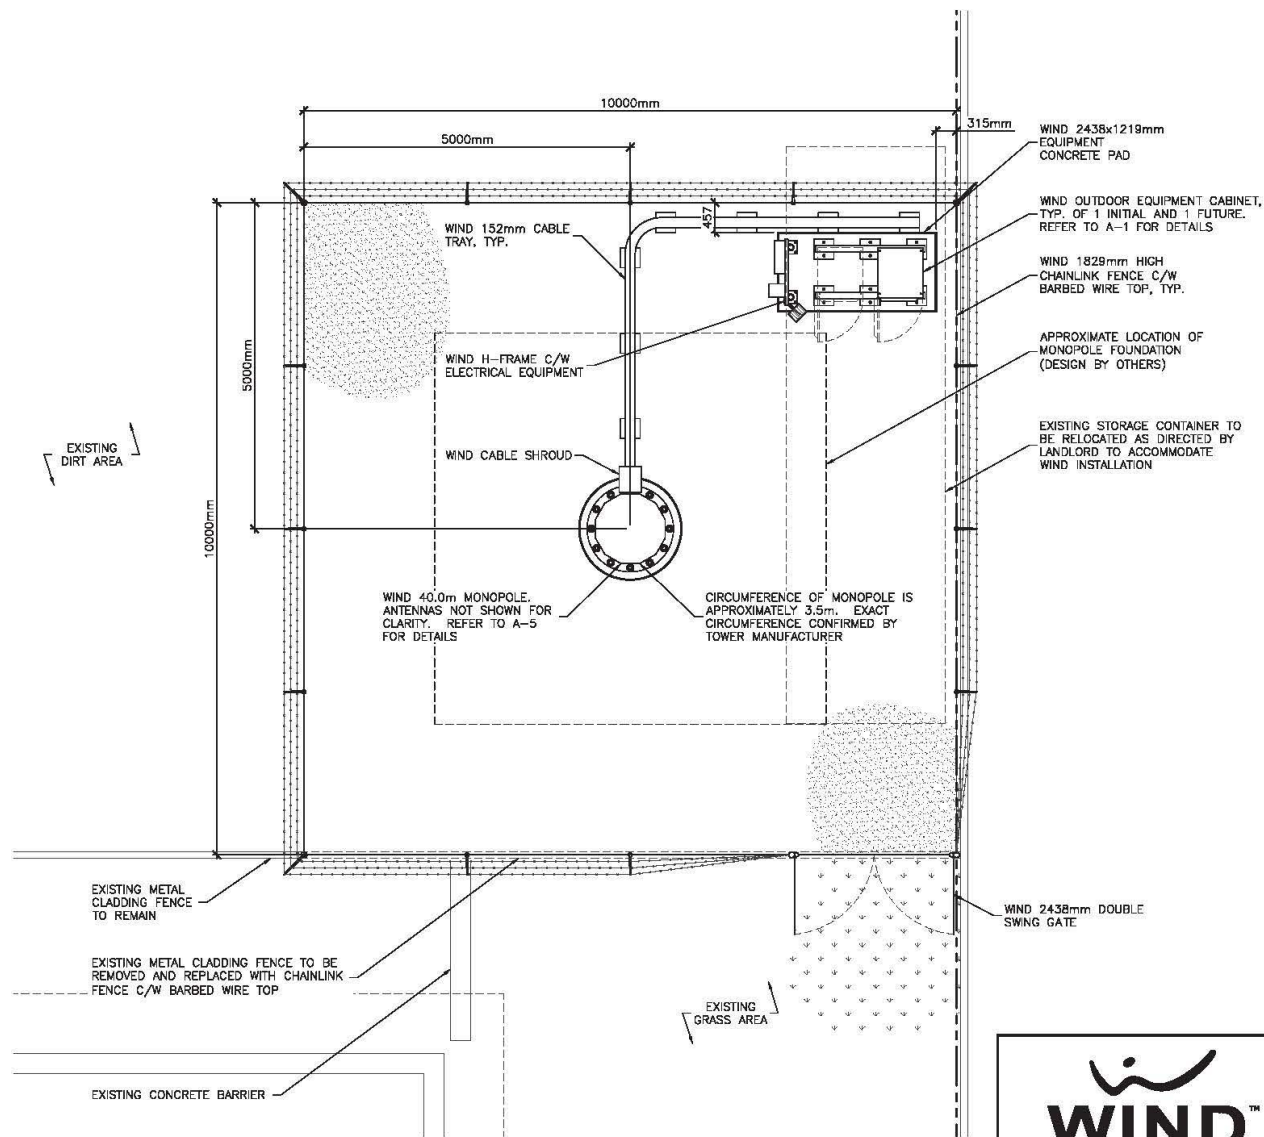 10000mm
5000mm
315mm
WIND 2438x1219mm
EQUIPMENT
CONCRETE PAD
WIND OUTDOOR EQUIPMENT CABINET,
TYP. OF 1 INITIAL AND 1 FUTURE.
REFER TO A-1 FOR DETAILS
WIND 152mm CABLE
TRAY, TYP.
457
WIND 1829mm HIGH
CHAINLINK FENCE C/W
BARBED WIRE TOP, TYP.
5000mm
WIND H-FRAME C/W
ELECTRICAL EQUIPMENT
APPROXIMATE LOCATION OF
MONOPOLE FOUNDATION
(DESIGN BY OTHERS)
EXISTING
DIRT AREA
WIND CABLE SHROUD
EXISTING STORAGE CONTAINER TO
BE RELOCATED AS DIRECTED BY
LANDLORD TO ACCOMMODATE
WIND INSTALLATION
10000mm
WIND 40.0m MONOPOLE.
ANTENNAS NOT SHOWN FOR
CLARITY. REFER TO A-5
FOR DETAILS
CIRCUMFERENCE OF MONOPOLE IS
APPROXIMATELY 3.5m. EXACT
CIRCUMFERENCE CONFIRMED BY
TOWER MANUFACTURER
EXISTING METAL
CLADDING FENCE
TO REMAIN
WIND 2438mm DOUBLE
SWING GATE
EXISTING METAL CLADDING FENCE TO BE
REMOVED AND REPLACED WITH CHAINLINK
FENCE C/W BARBED WIRE TOP
EXISTING
GRASS AREA
EXISTING CONCRETE BARRIER
WIND™